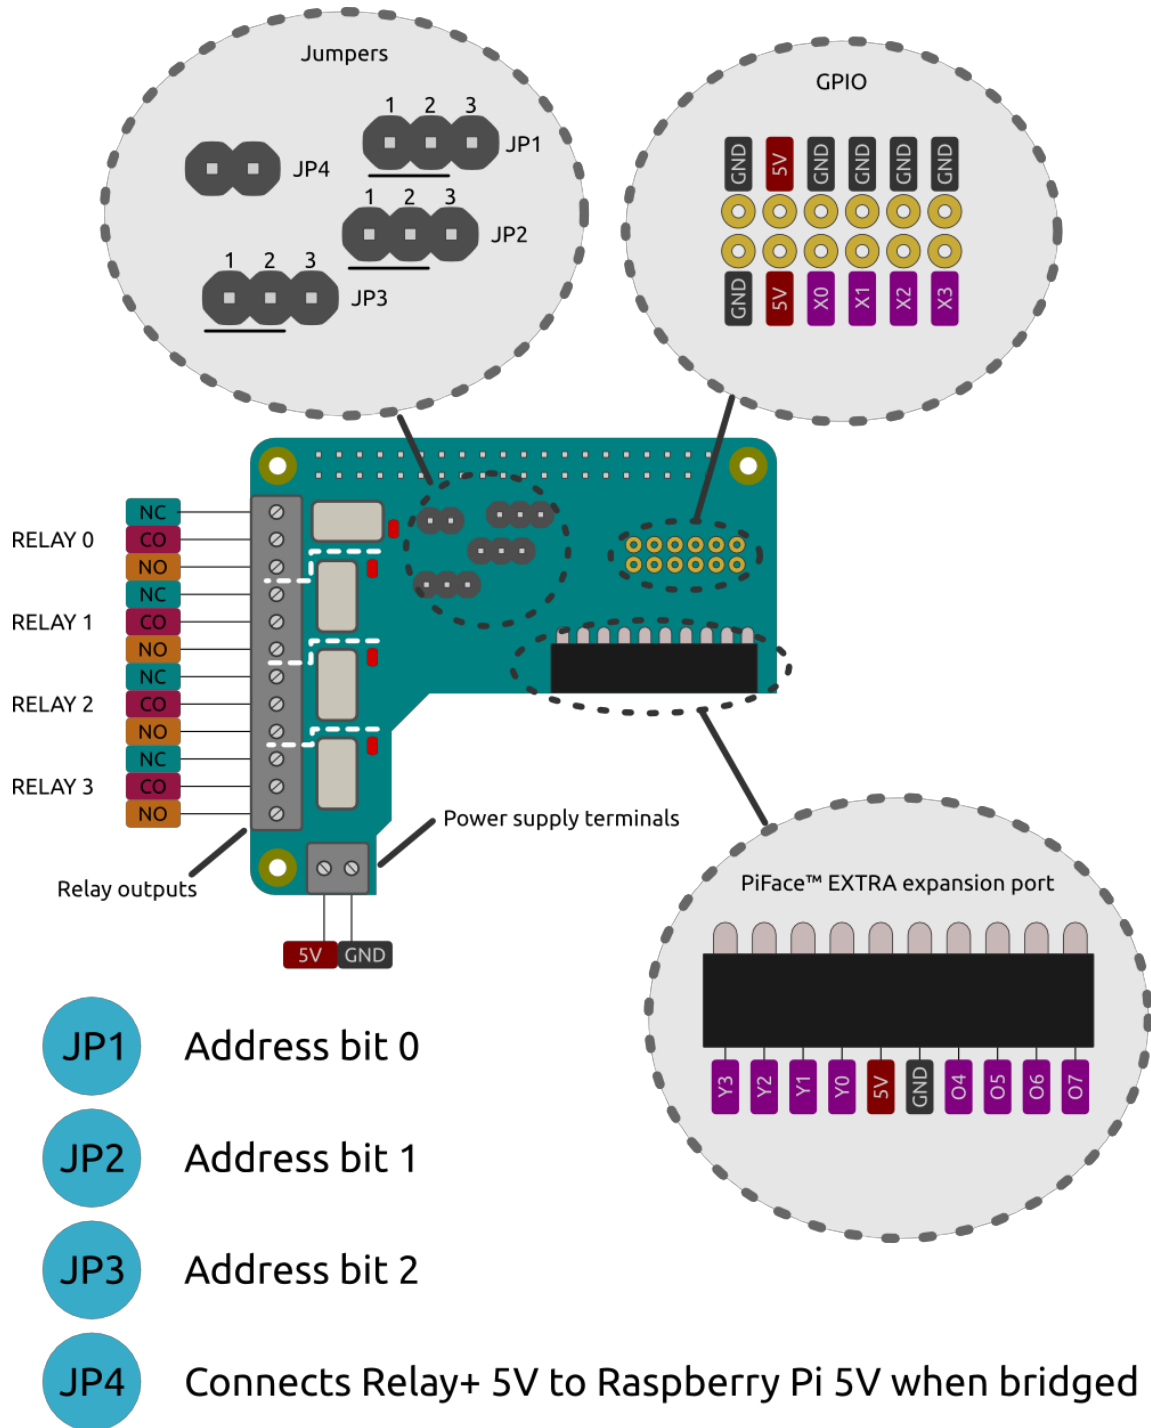 Jumpers
1 2 3
JP1
JP4
1 2 3
JP2
1 2 3
JP3
GPIO
GND 5V GND GND GND GND
GND 5V X0 X1 X2 X3
RELAY 0
NC
CO
NO
RELAY 1
NC
CO
NO
RELAY 2
NC
CO
NO
RELAY 3
NC
CO
NO
Relay outputs
Power supply terminals
5V GND
PiFace™ EXTRA expansion port
Y3 Y2 Y1 Y0 5V GND O4 O5 O6 O7
JP1 Address bit 0
JP2 Address bit 1
JP3 Address bit 2
JP4 Connects Relay+ 5V to Raspberry Pi 5V when bridged